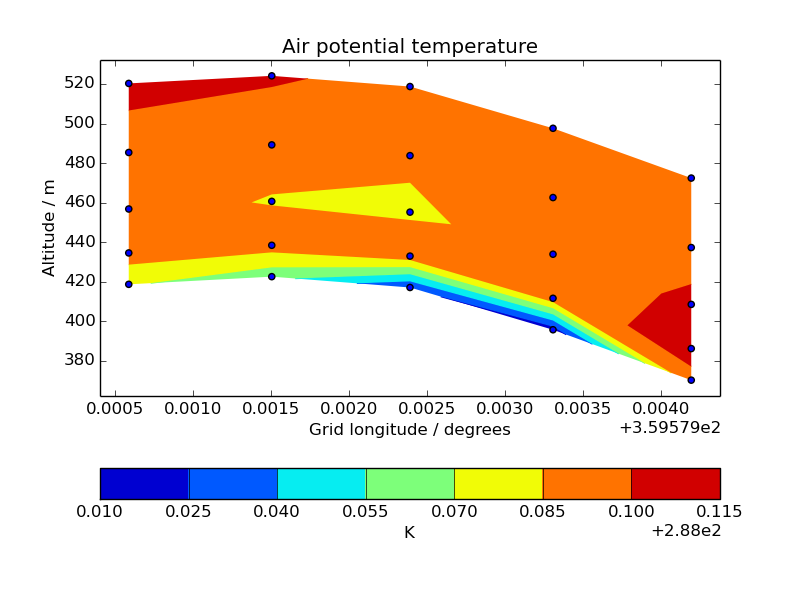 Air potential temperature
520
500
480
460
440
420
400
380
Altitude / m
0.0005 0.0010 0.0015 0.0020 0.0025 0.0030 0.0035 0.0040
Grid longitude / degrees
+3.59579e2
0.010 0.025 0.040 0.055 0.070 0.085 0.100 0.115
K
+2.88e2